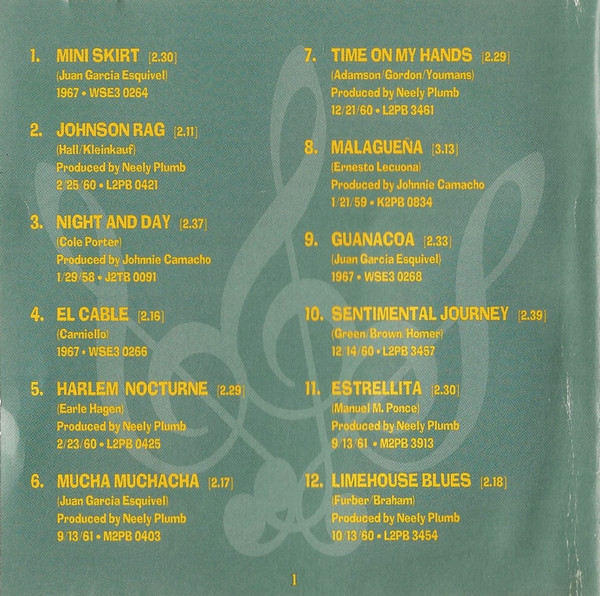 1. MINI SKIRT [2.30]
(Juan Garcia Esquivel)
1967 • WSE3 0264
2. JOHNSON RAG [2.11]
(Hall/Kleinkauf)
Produced by Neely Plumb
2/25/60 • L2PB 0421
3. NIGHT AND DAY [2.37]
(Cole Porter)
Produced by Johnnie Camacho
1/29/58 • J2TB 0091
4. EL CABLE [2.16]
(Carniello)
1967 • WSE3 0266
5. HARLEM NOCTURNE [2.29]
(Earle Hagen)
Produced by Neely Plumb
2/23/60 • L2PB 0425
6. MUCHA MUCHACHA [2.17]
(Juan Garcia Esquivel)
Produced by Neely Plumb
9/13/61 • M2PB 0403
7. TIME ON MY HANDS [2.29]
(Adamson/Gordon/Youmans)
Produced by Neely Plumb
12/21/60 • L2PB 3461
8. MALAGUEÑA [3.13]
(Ernesto Lecuona)
Produced by Johnnie Camacho
1/21/59 • K2PB 0834
9. GUANACOA [2.33]
(Juan Garcia Esquivel)
1967 • WSE3 0268
10. SENTIMENTAL JOURNEY [2.39]
(Green/Brown/Homer)
12/14/60 • L2PB 3457
11. ESTRELLITA [2.30]
(Manuel M. Ponce)
Produced by Neely Plumb
9/13/61 • M2PB 3913
12. LIMEHOUSE BLUES [2.18]
(Furber/Braham)
Produced by Neely Plumb
10/13/60 • L2PB 3454
1